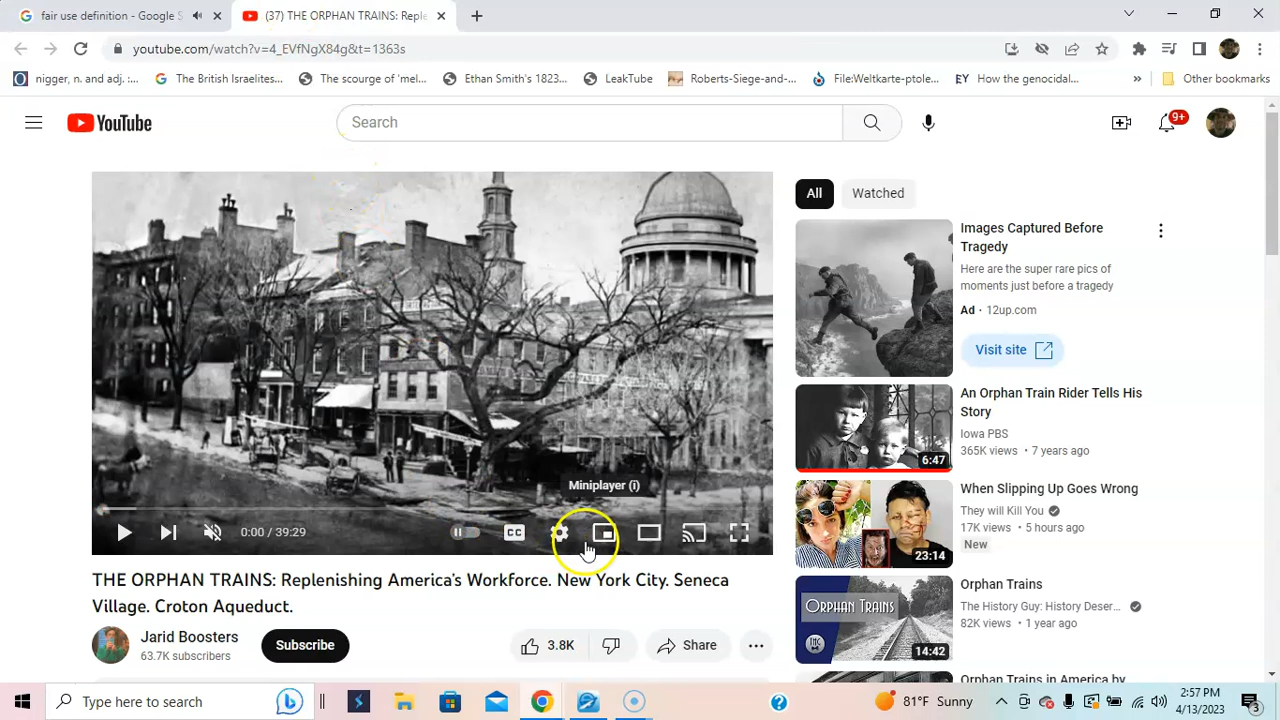 fair use definition - Google S
(37) THE ORPHAN TRAINS: Reple
youtube.com/watch?v=4_EVfNgX84g&t=1363s
nigger, n. and adj. :...
The British Israelites...
The scourge of 'mel...
Ethan Smith's 1823...
LeakTube
Roberts-Siege-and-...
File:Weltkarte-ptole...
EY How the genocidal...
»
Other bookmarks
YouTube
Search
9+
All
Watched
Images Captured Before
Tragedy
Here are the super rare pics of
moments just before a tragedy
Ad · 12up.com
Visit site
An Orphan Train Rider Tells His
Story
Iowa PBS
365K views • 7 years ago
6:47
When Slipping Up Goes Wrong
They will Kill You
17K views • 5 hours ago
New
23:14
Orphan Trains
The History Guy: History Deser...
82K views • 1 year ago
ORPHAN TRAINS
THG
14:42
Orphan Trains in America by
Miniplayer (i)
0:00 / 39:29
CC
THE ORPHAN TRAINS: Replenishing America's Workforce. New York City. Seneca
Village. Croton Aqueduct.
Jarid Boosters
63.7K subscribers
Subscribe
3.8K
Share
Type here to search
81°F Sunny
2:57 PM
4/13/2023
3